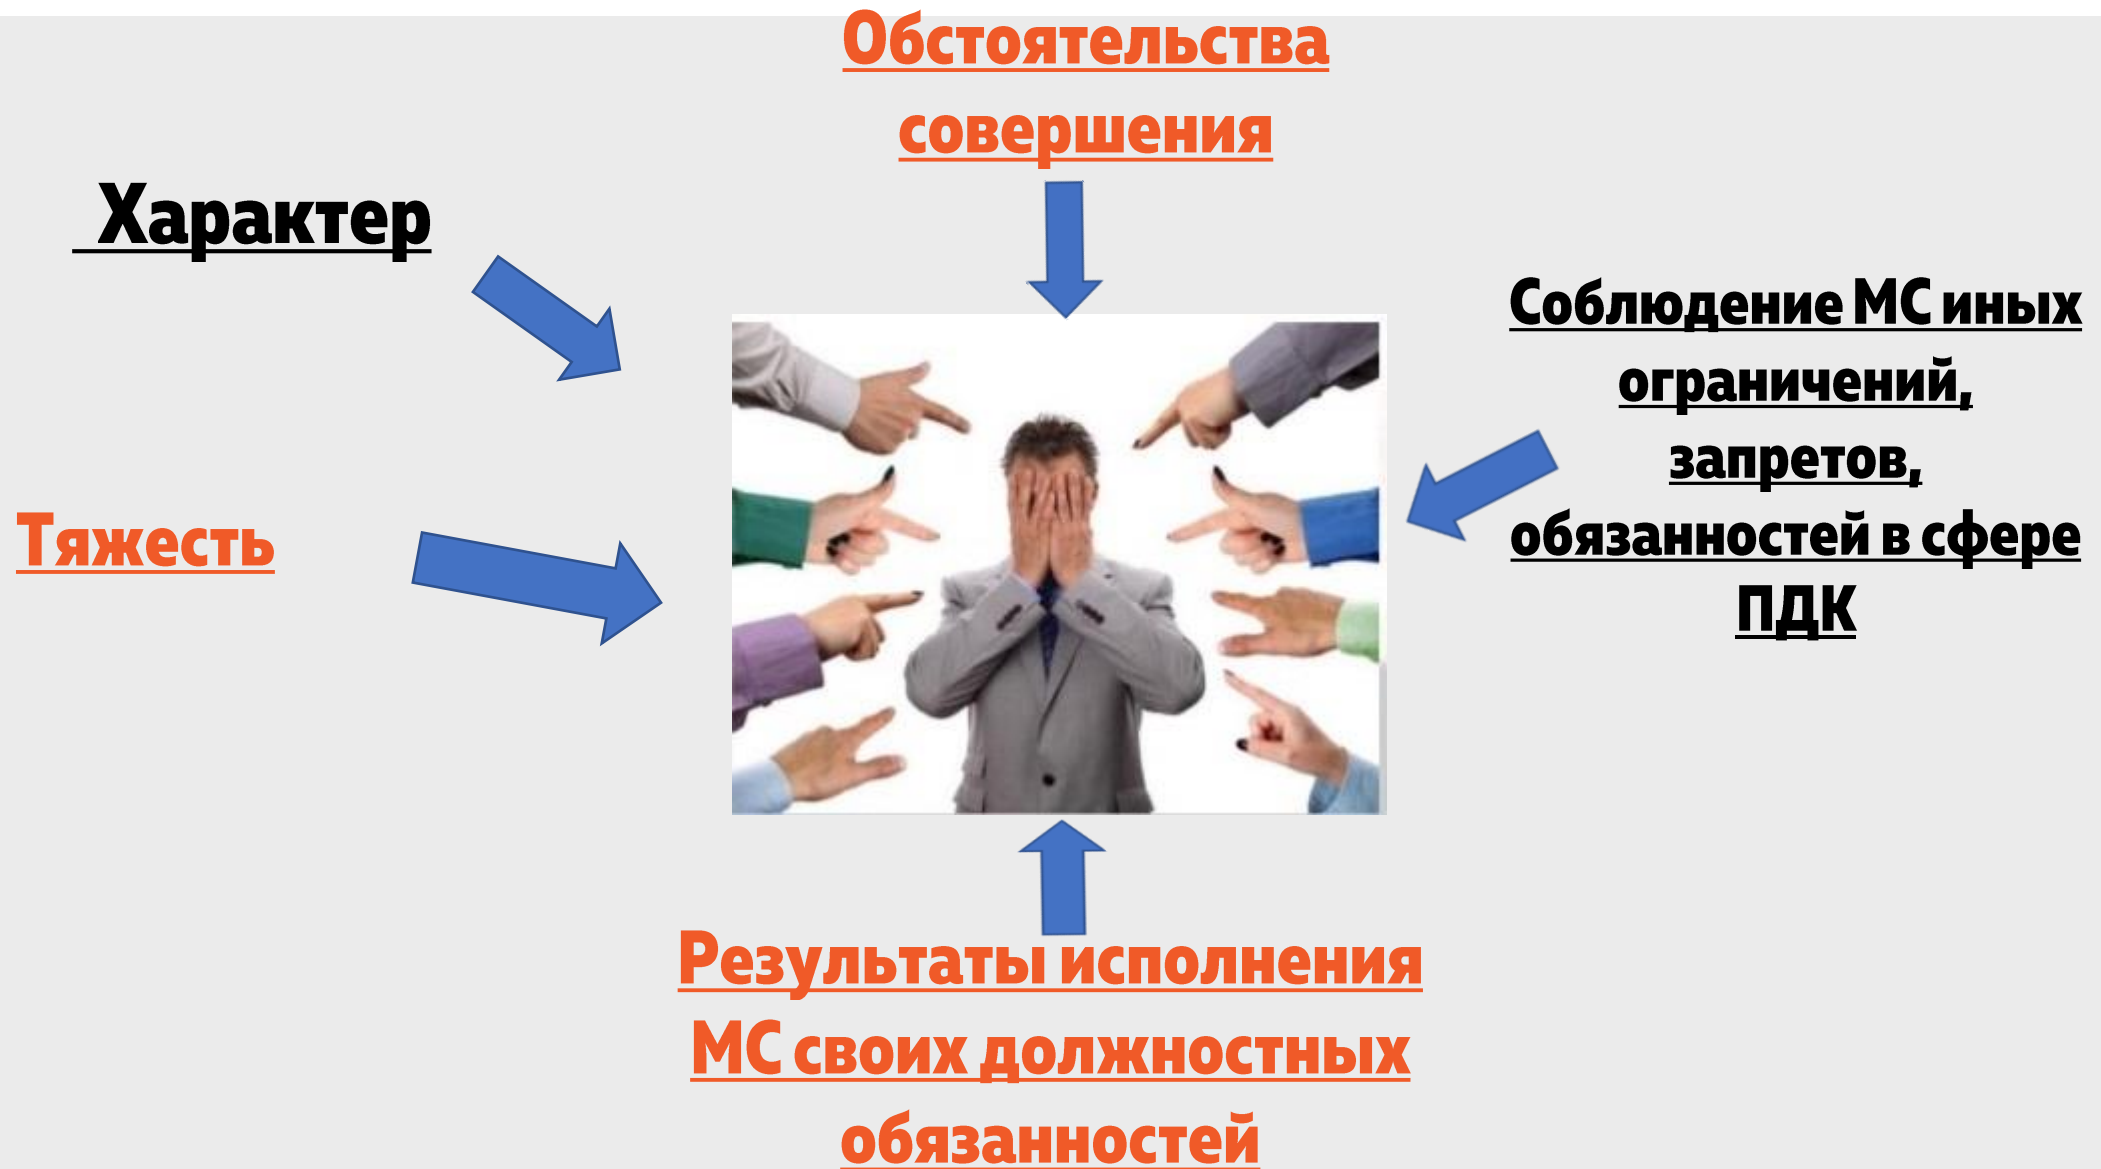 Обстоятельства
совершения
Характер
Соблюдение МС иных
ограничений,
запретов,
обязанностей в сфере
ПДК
Тяжесть
Результаты исполнения
МС своих должностных
обязанностей